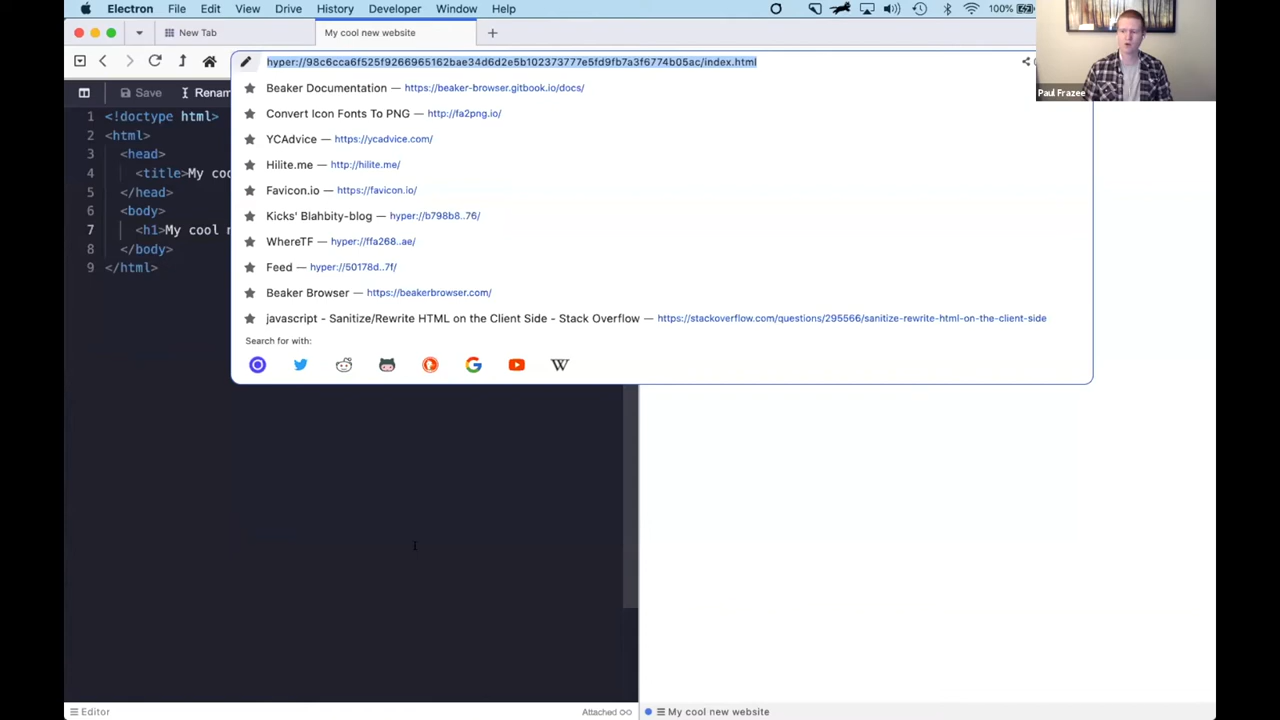 Electron File Edit View Drive History Developer Window Help 100%
New Tab My cool new website
hyper://98c6cca6f525f9266965162bae34d6d2e5b102373777e5fd9fb7a3f6774b05ac/index.html
Paul Frazee
Save Renam
Beaker Documentation — https://beaker-browser.gitbook.io/docs/
Convert Icon Fonts To PNG — http://fa2png.io/
YCAdvice — https://ycadvice.com/
Hilite.me — http://hilite.me/
Favicon.io — https://favicon.io/
Kicks' Blahbity-blog — hyper://b798b8..76/
WhereTF — hyper://ffa268..ae/
Feed — hyper://50178d..7f/
Beaker Browser — https://beakerbrowser.com/
javascript - Sanitize/Rewrite HTML on the Client Side - Stack Overflow — https://stackoverflow.com/questions/295566/sanitize-rewrite-html-on-the-client-side
Search for with:
1 <!doctype html>
2 <html>
3 <head>
4 <title>My coo
5 </head>
6 <body>
7 <h1>My cool n
8 </body>
9 </html>
Editor Attached
My cool new website